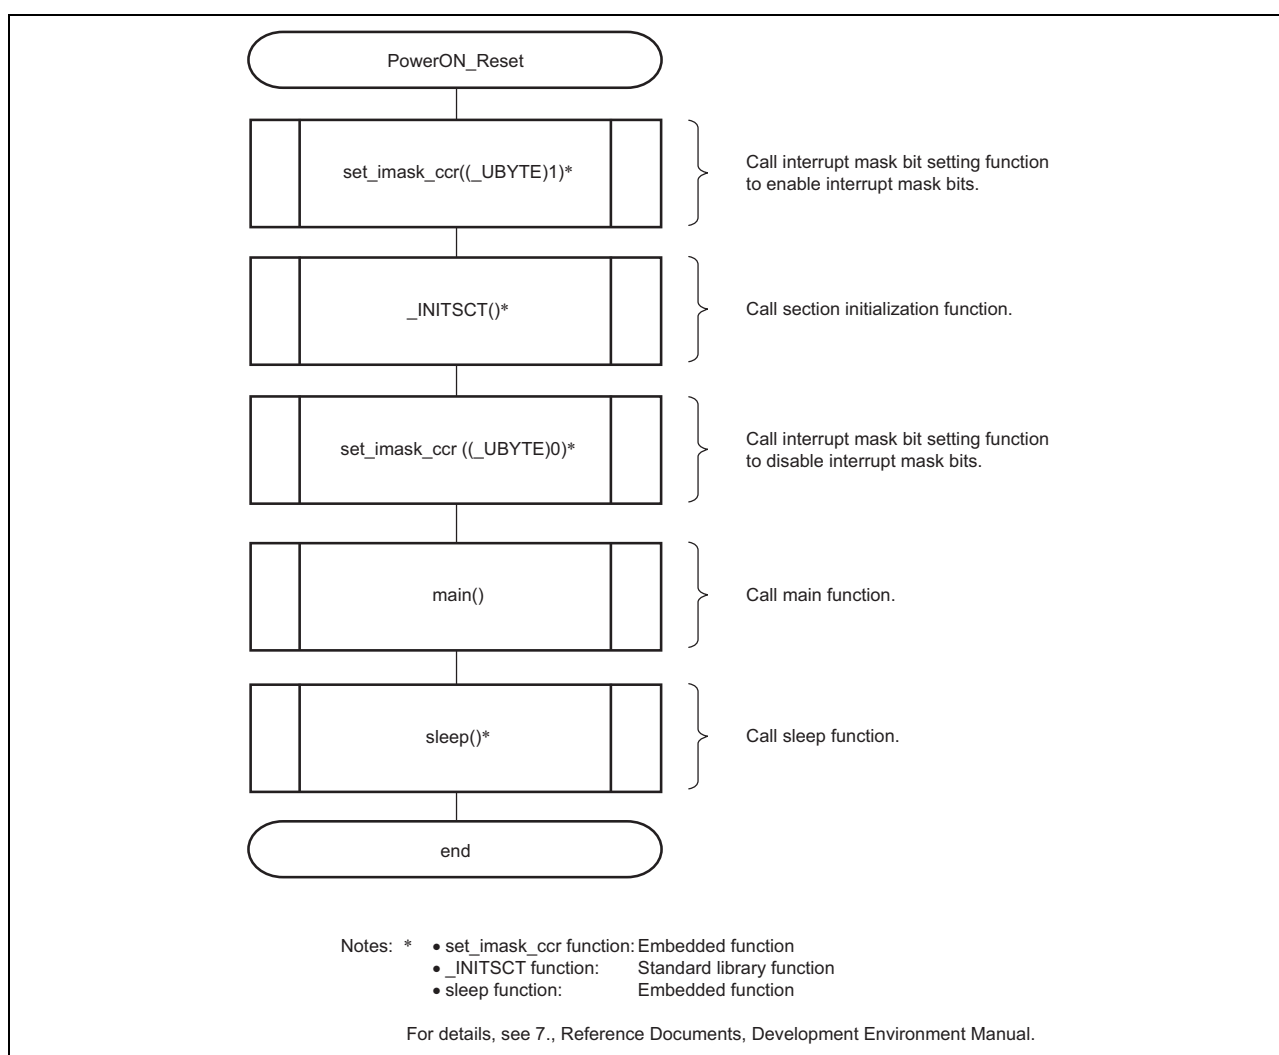 PowerON_Reset
set_imask_ccr((_UBYTE)1)*
Call interrupt mask bit setting function
to enable interrupt mask bits.
_INITSCT()*
Call section initialization function.
set_imask_ccr ((_UBYTE)0)*
Call interrupt mask bit setting function
to disable interrupt mask bits.
main()
Call main function.
sleep()*
Call sleep function.
end
Notes: * • set_imask_ccr function: Embedded function
• _INITSCT function: Standard library function
• sleep function: Embedded function
For details, see 7., Reference Documents, Development Environment Manual.